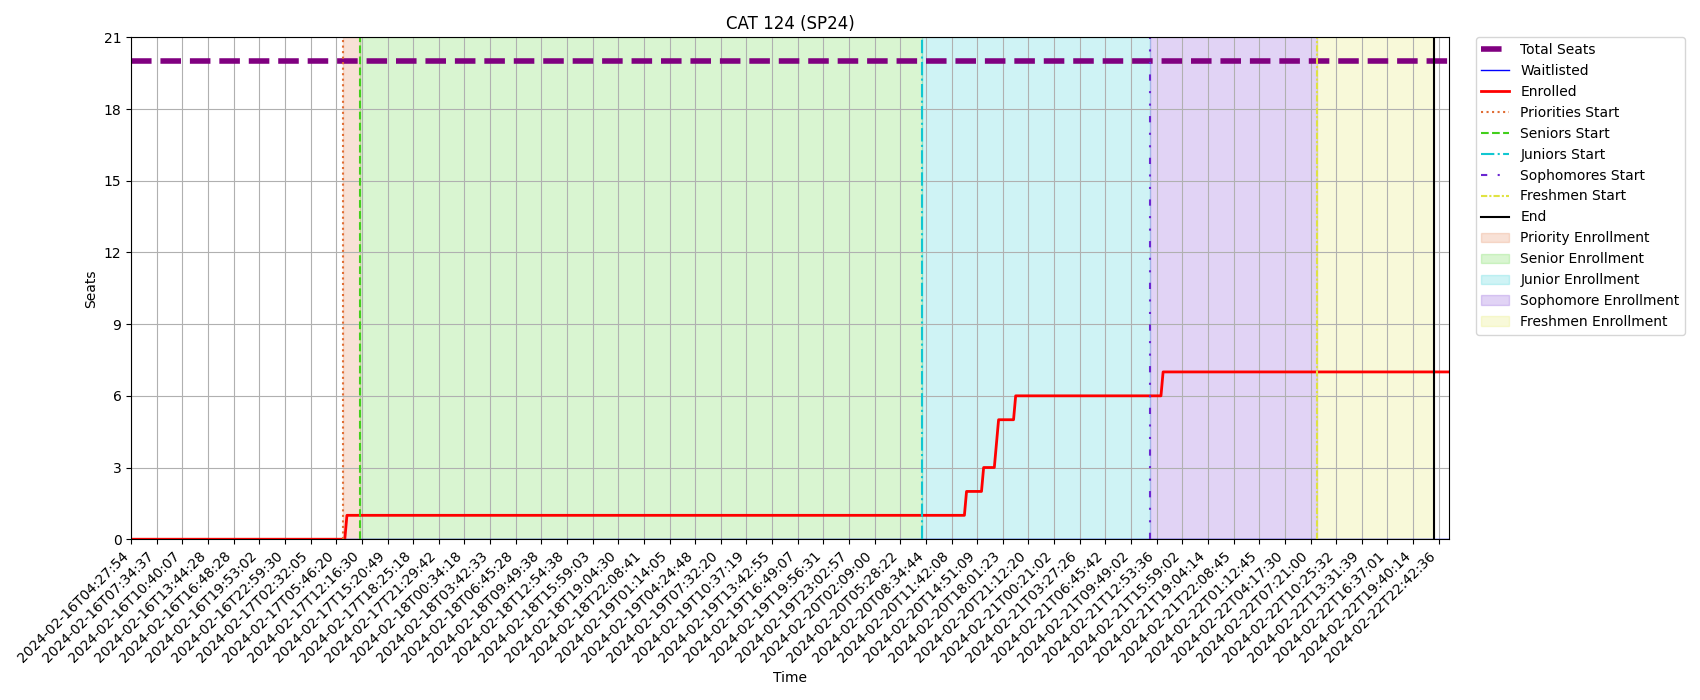 CAT 124 (SP24)
21
18
15
12
9
6
3
0
Seats
2024-02-16T04:27:54
2024-02-16T07:34:37
2024-02-16T10:40:07
2024-02-16T13:44:28
2024-02-16T16:48:28
2024-02-16T19:53:02
2024-02-16T22:59:30
2024-02-17T02:32:05
2024-02-17T05:46:20
2024-02-17T12:16:30
2024-02-17T15:20:49
2024-02-17T18:25:18
2024-02-17T21:29:42
2024-02-18T00:34:18
2024-02-18T03:42:33
2024-02-18T06:45:28
2024-02-18T09:49:38
2024-02-18T12:54:38
2024-02-18T15:59:03
2024-02-18T19:04:30
2024-02-18T22:08:41
2024-02-19T01:14:05
2024-02-19T04:24:48
2024-02-19T07:32:20
2024-02-19T10:37:19
2024-02-19T13:42:55
2024-02-19T16:49:07
2024-02-19T19:56:31
2024-02-19T23:02:57
2024-02-20T02:09:00
2024-02-20T05:28:22
2024-02-20T08:34:44
2024-02-20T11:42:08
2024-02-20T14:51:09
2024-02-20T18:01:23
2024-02-20T21:12:20
2024-02-21T00:21:02
2024-02-21T03:27:26
2024-02-21T06:45:42
2024-02-21T09:49:02
2024-02-21T12:53:36
2024-02-21T15:59:02
2024-02-21T19:04:14
2024-02-21T22:08:45
2024-02-22T01:12:45
2024-02-22T04:17:30
2024-02-22T07:21:00
2024-02-22T10:25:32
2024-02-22T13:31:39
2024-02-22T16:37:01
2024-02-22T19:40:14
2024-02-22T22:42:36
Time
Total Seats
Waitlisted
Enrolled
Priorities Start
Seniors Start
Juniors Start
Sophomores Start
Freshmen Start
End
Priority Enrollment
Senior Enrollment
Junior Enrollment
Sophomore Enrollment
Freshmen Enrollment